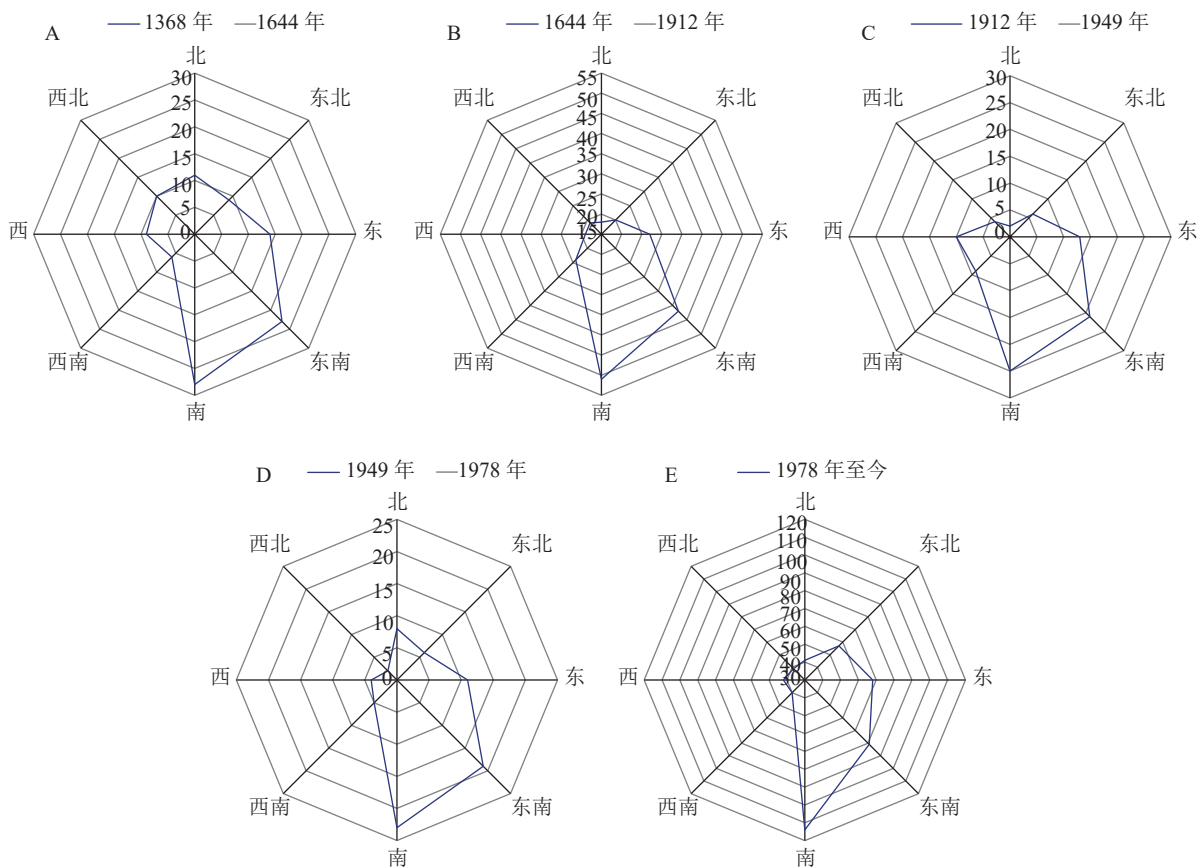 A
1368 年 1644 年
北
东北
东
东南
南
西南
西
西北
30
25
20
15
10
5
0
B
1644 年 1912 年
北
东北
东南
南
西南
西北
55
50
45
40
35
30
25
20
15
C
1912 年 1949 年
北
东北
东
东南
南
西南
西
西北
30
25
20
15
10
5
0
D
1949 年 1978 年
北
东北
东
东南
南
西南
西
西北
25
20
15
10
5
0
E
1978 年至今
北
东北
东
东南
南
西南
西
西北
120
110
100
90
80
70
60
50
40
30